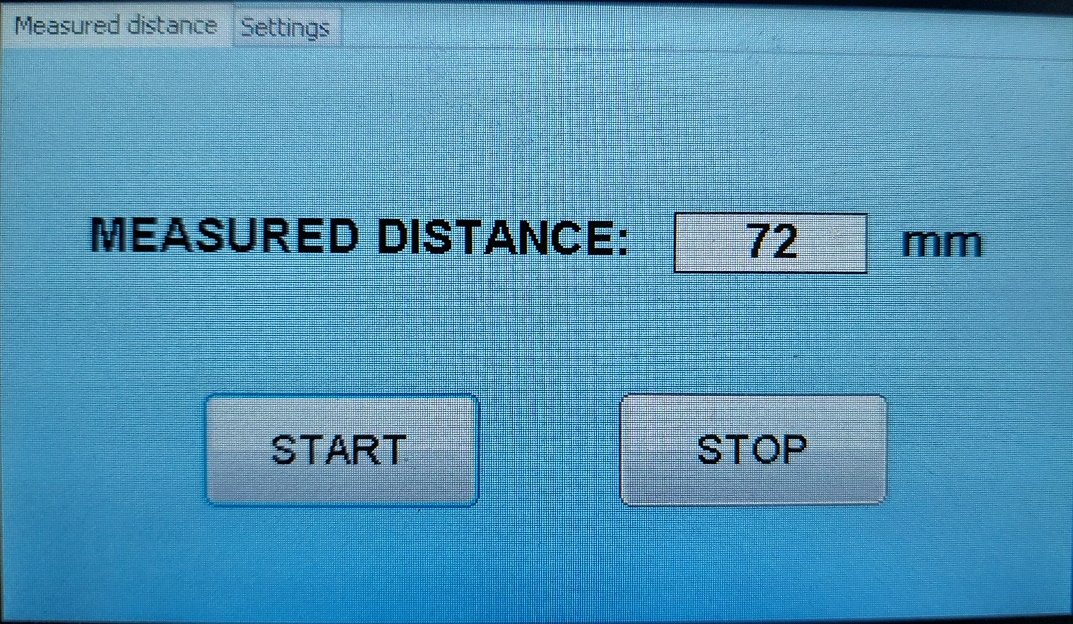 Measured distance Settings
MEASURED DISTANCE: 72 mm
START STOP